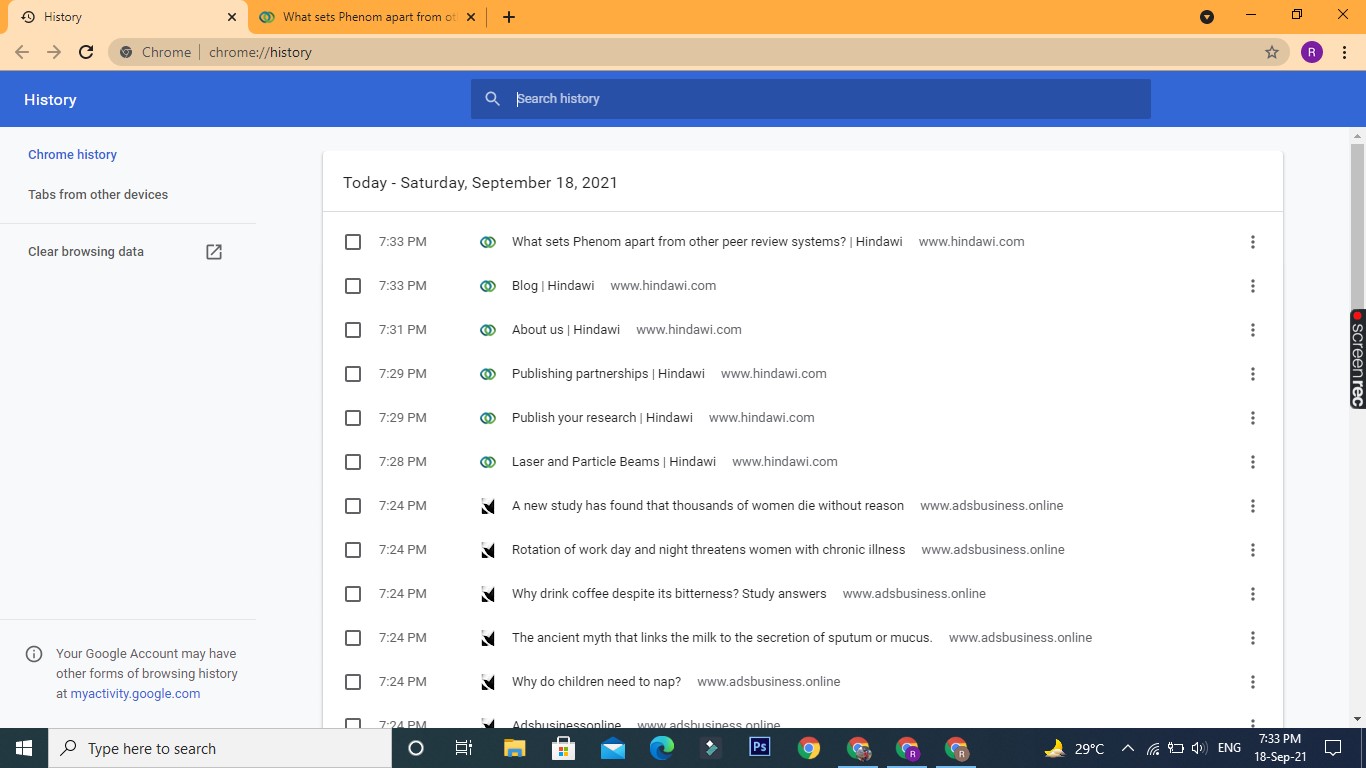 History
What sets Phenom apart from ot
Chrome | chrome://history
R
History
Search history
Chrome history
Tabs from other devices
Clear browsing data
Your Google Account may have
other forms of browsing history
at myactivity.google.com
Today - Saturday, September 18, 2021
7:33 PM What sets Phenom apart from other peer review systems? | Hindawi www.hindawi.com
7:33 PM Blog | Hindawi www.hindawi.com
7:31 PM About us | Hindawi www.hindawi.com
7:29 PM Publishing partnerships | Hindawi www.hindawi.com
7:29 PM Publish your research | Hindawi www.hindawi.com
7:28 PM Laser and Particle Beams | Hindawi www.hindawi.com
7:24 PM A new study has found that thousands of women die without reason www.adsbusiness.online
7:24 PM Rotation of work day and night threatens women with chronic illness www.adsbusiness.online
7:24 PM Why drink coffee despite its bitterness? Study answers www.adsbusiness.online
7:24 PM The ancient myth that links the milk to the secretion of sputum or mucus. www.adsbusiness.online
7:24 PM Why do children need to nap? www.adsbusiness.online
7:24 PM Adsbusinessonline www.adsbusiness.online
screenrec
Type here to search
Ps
R
29°C
ENG
7:33 PM
18-Sep-21